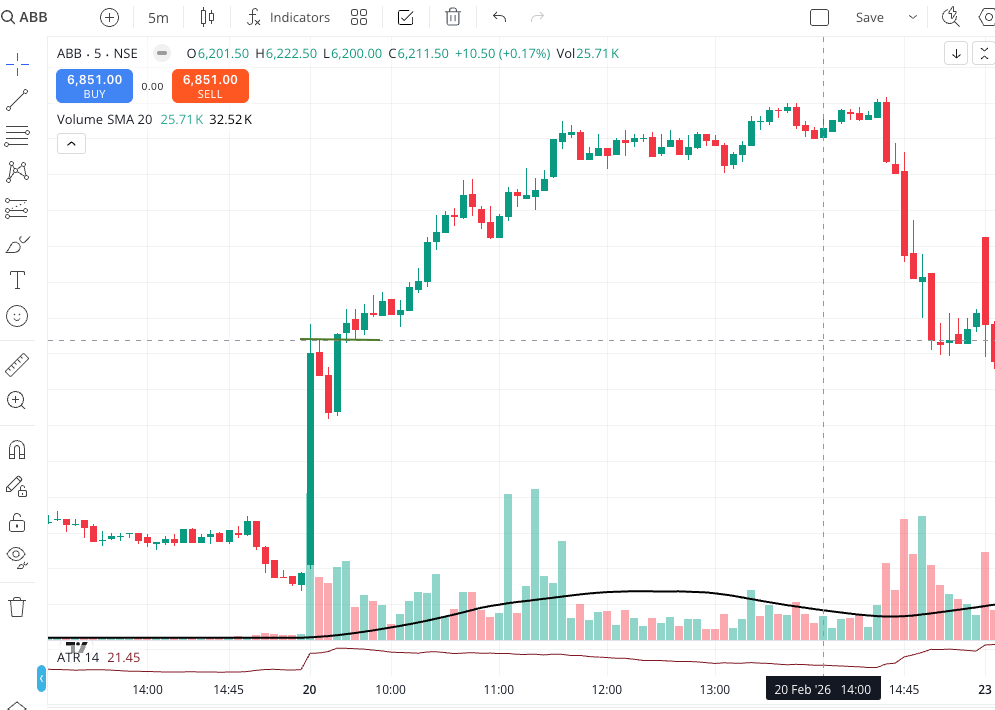 ABB
5m
Indicators
Save
ABB · 5 · NSE
O6,201.50 H6,222.50 L6,200.00 C6,211.50 +10.50 (+0.17%) Vol25.71K
6,851.00
BUY
0.00
6,851.00
SELL
Volume SMA 20 25.71K 32.52K
ATR 14 21.45
14:00 14:45 20 10:00 11:00 12:00 13:00 20 Feb '26 14:00 14:45 23